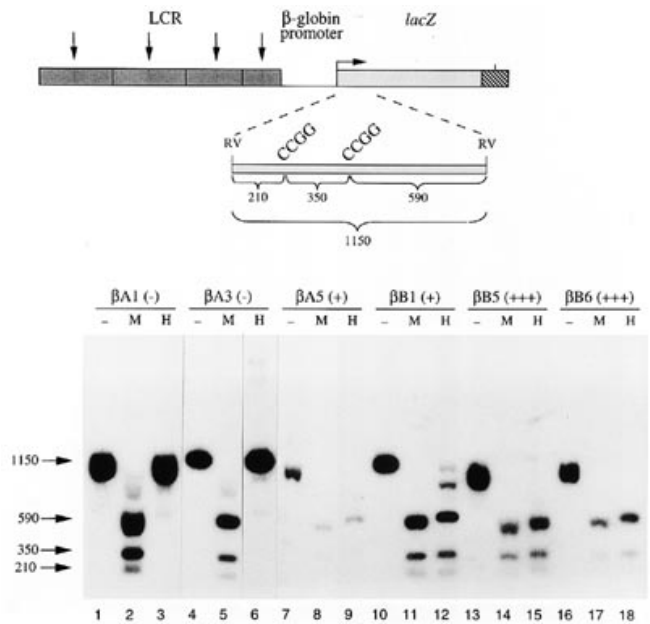 LCR β-globin promoter lacZ
RV CCGG CCGG RV
210 350 590
1150
βA1 (-) βA3 (-) βA5 (+) βB1 (+) βB5 (+++) βB6 (+++)
– M H – M H – M H – M H – M H – M H
1150
590
350
210
1 2 3 4 5 6 7 8 9 10 11 12 13 14 15 16 17 18